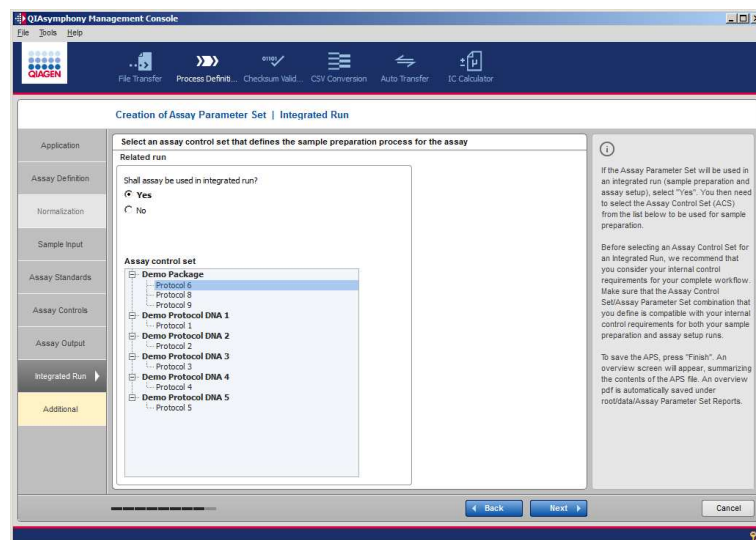 QIAsymphony Management Console
File Tools Help
QIAGEN
File Transfer Process Definiti... Checksum Valid... CSV Conversion Auto Transfer IC Calculator
Creation of Assay Parameter Set | Integrated Run
Application
Assay Definition
Normalization
Sample Input
Assay Standards
Assay Controls
Assay Output
Integrated Run
Additional
Select an assay control set that defines the sample preparation process for the assay
Related run
Shall assay be used in integrated run?
Yes
No
Assay control set
Demo Package
Protocol 6
Protocol 8
Protocol 9
Demo Protocol DNA 1
Protocol 1
Demo Protocol DNA 2
Protocol 2
Demo Protocol DNA 3
Protocol 3
Demo Protocol DNA 4
Protocol 4
Demo Protocol DNA 5
Protocol 5
If the Assay Parameter Set will be used in
an integrated run (sample preparation and
assay setup), select "Yes". You then need
to select the Assay Control Set (ACS)
from the list below to be used for sample
preparation.
Before selecting an Assay Control Set for
an Integrated Run, we recommend that
you consider your internal control
requirements for your complete workflow.
Make sure that the Assay Control
Set/Assay Parameter Set combination that
you define is compatible with your internal
control requirements for both your sample
preparation and assay setup runs.
To save the APS, press "Finish". An
overview screen will appear, summarizing
the contents of the APS file. An overview
pdf is automatically saved under
root/data/Assay Parameter Set Reports.
Back Next Cancel